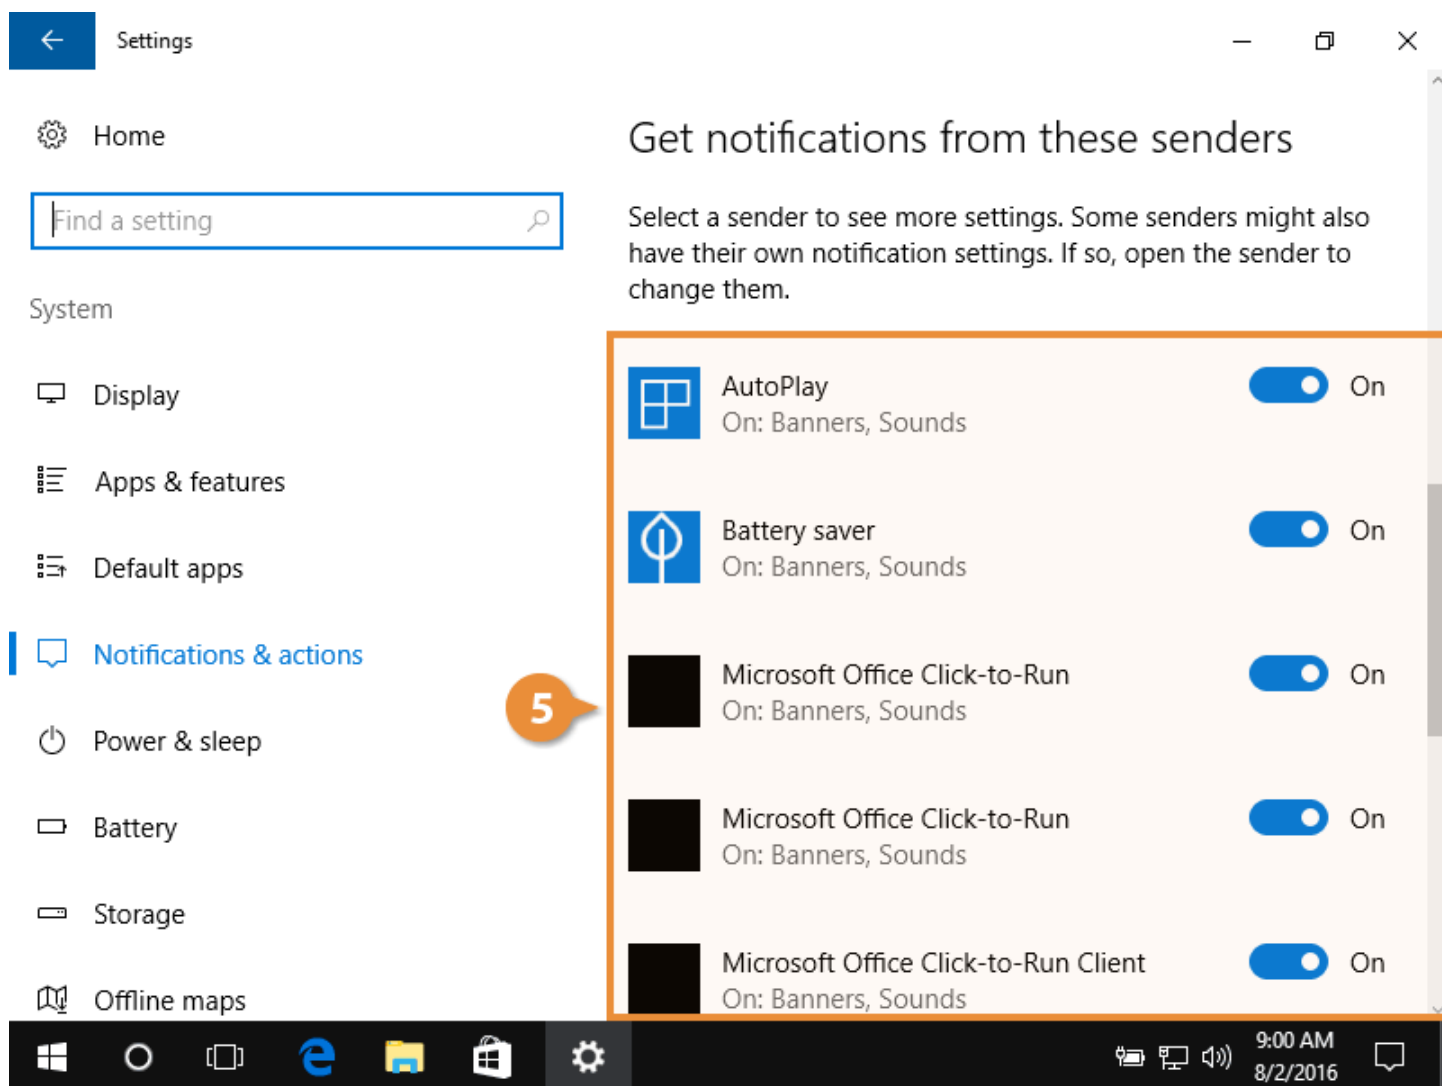 Settings
Home
Find a setting
System
Display
Apps & features
Default apps
Notifications & actions
Power & sleep
Battery
Storage
Offline maps
Get notifications from these senders
Select a sender to see more settings. Some senders might also
have their own notification settings. If so, open the sender to
change them.
AutoPlay
On: Banners, Sounds
On
Battery saver
On: Banners, Sounds
On
5
Microsoft Office Click-to-Run
On: Banners, Sounds
On
Microsoft Office Click-to-Run
On: Banners, Sounds
On
Microsoft Office Click-to-Run Client
On: Banners, Sounds
On
9:00 AM
8/2/2016